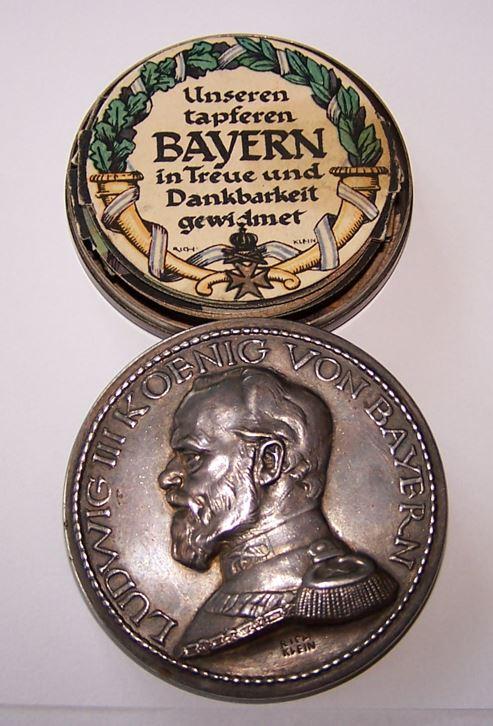 Unseren
tapferen
BAYERN
in Treue und
Dankbarkeit
gewidmet
RICH· KLEIN
LUDWIG III KOENIG VON BAYERN
RICH
KLEIN